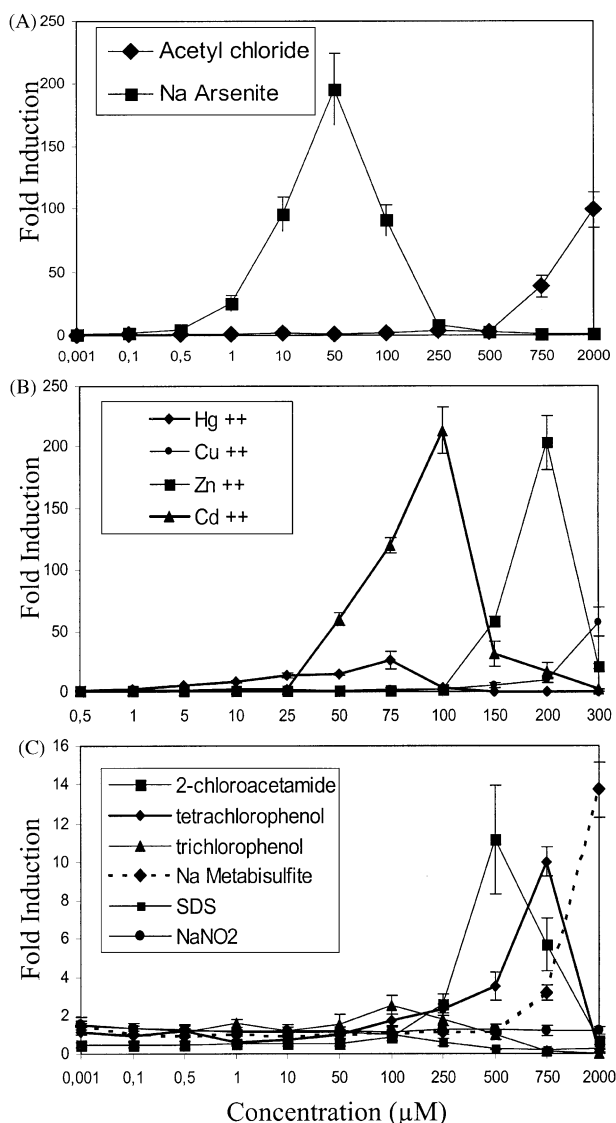 (A)
300
250
200
150
100
50
0
Fold Induction
Acetyl chloride
Na Arsenite
0,001 0,1 0,5 1 10 50 100 250 500 750 2000
(B)
250
200
150
100
50
0
Fold Induction
Hg ++
Cu ++
Zn ++
Cd ++
0,5 1 5 10 25 50 75 100 150 200 300
(C)
16
14
12
10
8
6
4
2
0
Fold Induction
2-chloroacetamide
tetrachlorophenol
trichlorophenol
Na Metabisulfite
SDS
NaNO2
0,001 0,1 0,5 1 10 50 100 250 500 750 2000
Concentration (µM)